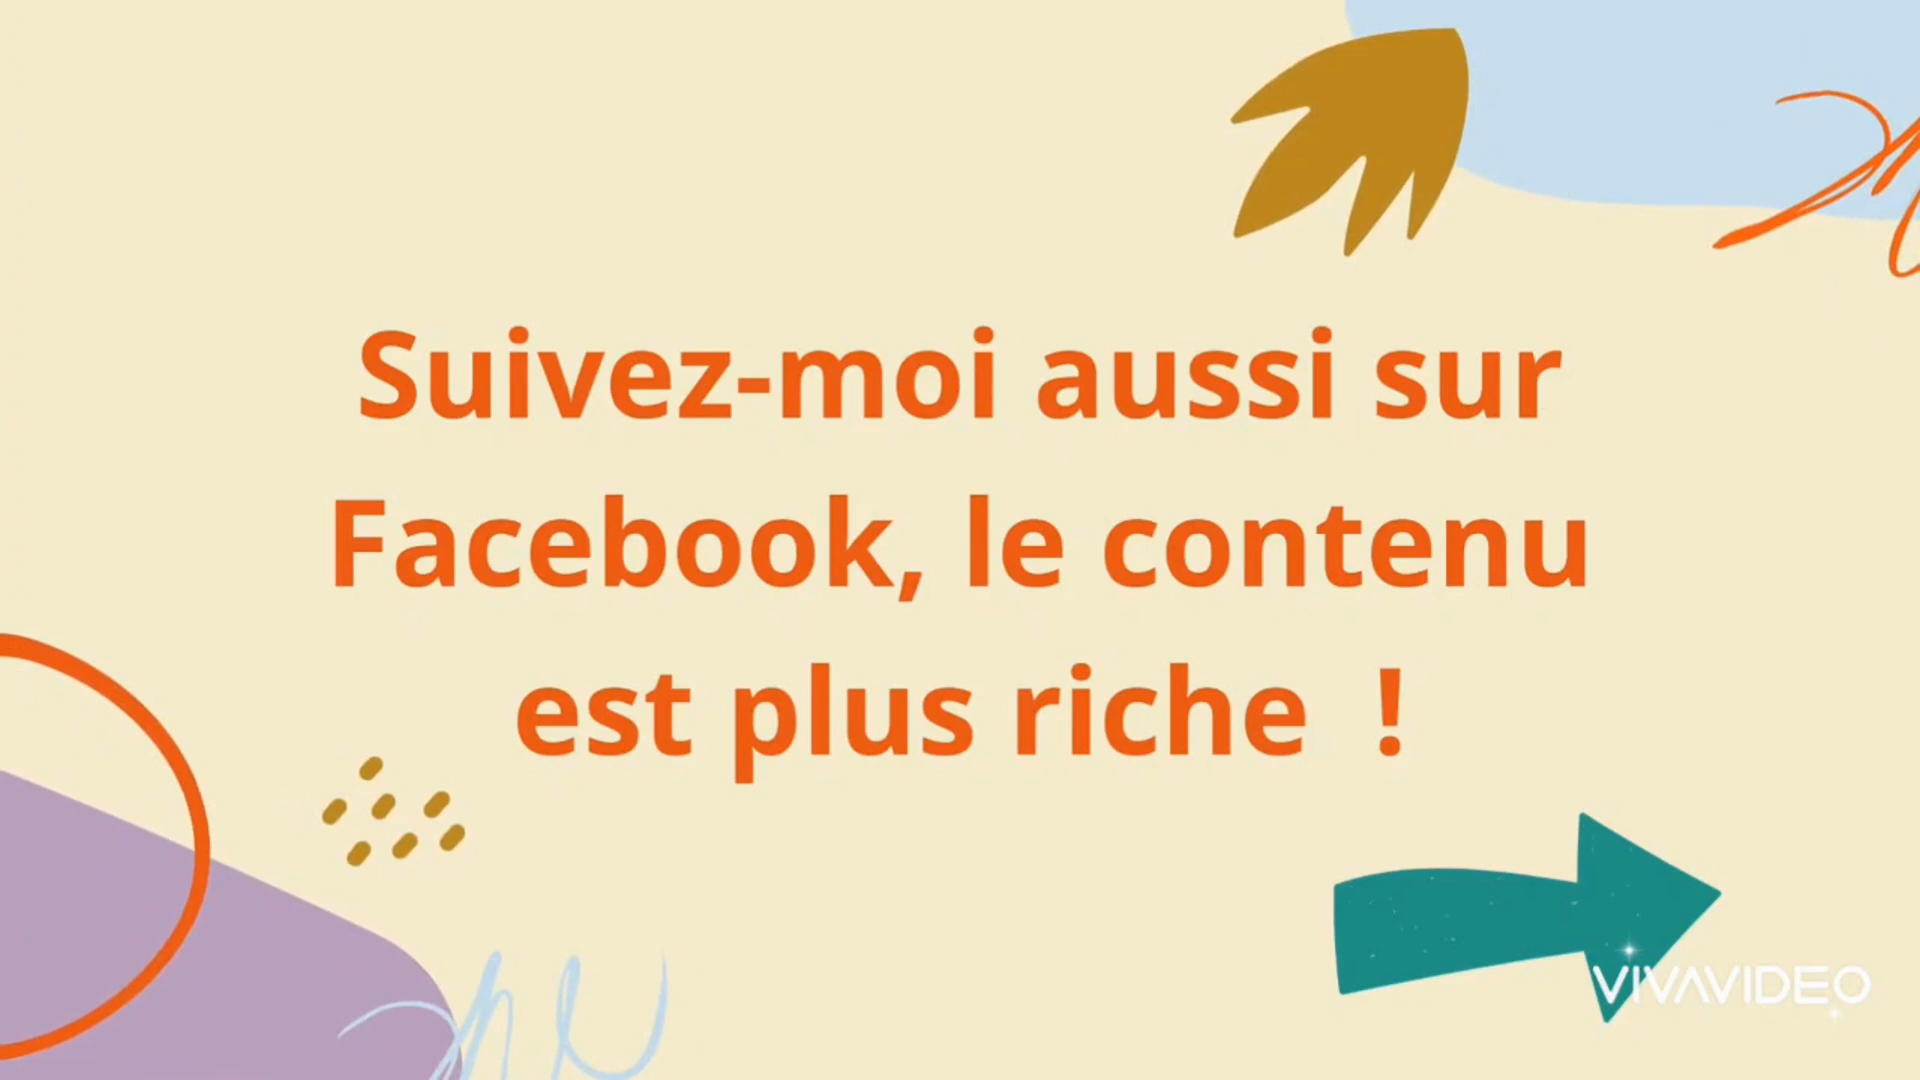 Suivez-moi aussi sur
Facebook, le contenu
est plus riche !
VIVAVIDEO